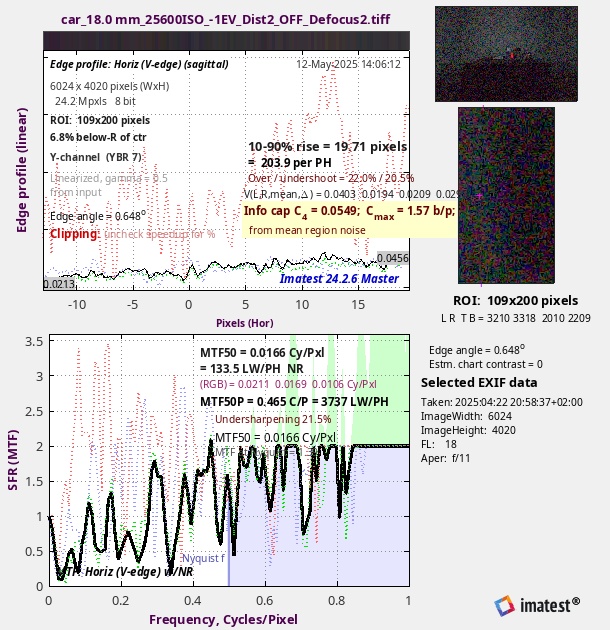 car_18.0 mm_25600ISO_-1EV_Dist2_OFF_Defocus2.tiff
Edge profile: Horiz (V-edge) (sagittal)
12-May-2025 14:06:12
6024 x 4020 pixels (WxH)
24.2 Mpxls   8 bit
ROI:  109x200 pixels
6.8% below-R of ctr
Y-channel  (YBR 7)
Linearized, gamma = 0.5
from input
Edge angle = 0.648o
Clipping: uncheck speedup for %
10-90% rise = 19.71 pixels
=  203.9 per PH
Over / undershoot = 22.0% / 20.5%
V(L,R,mean,Δ) = 0.0403  0.0194  0.0209  0.029
Info cap C4 = 0.0549;  Cmax = 1.57 b/p;
from mean region noise
0.0456
0.0213
Imatest 24.2.6 Master
Edge profile (linear)
-10
-5
0
5
10
15
Pixels (Hor)
ROI:  109x200 pixels
L R  T B = 3210 3318  2010 2209
Edge angle = 0.648o
Estm. chart contrast = 0
Selected EXIF data
Taken: 2025:04:22 20:58:37+02:00
ImageWidth:  6024
ImageHeight:  4020
FL:   18
Aper:  f/11
MTF50 = 0.0166 Cy/Pxl
= 133.5 LW/PH  NR
(RGB) = 0.0211  0.0169  0.0106 Cy/Pxl
MTF50P = 0.465 C/P = 3737 LW/PH
Undersharpening 21.5%
MTF50 = 0.0166 Cy/Pxl
Nyquist f
Horiz (V-edge) w/NR
SFR (MTF)
3.5
3
2.5
2
1.5
1
0.5
0
0
0.2
0.4
0.6
0.8
1
Frequency, Cycles/Pixel
imatest®